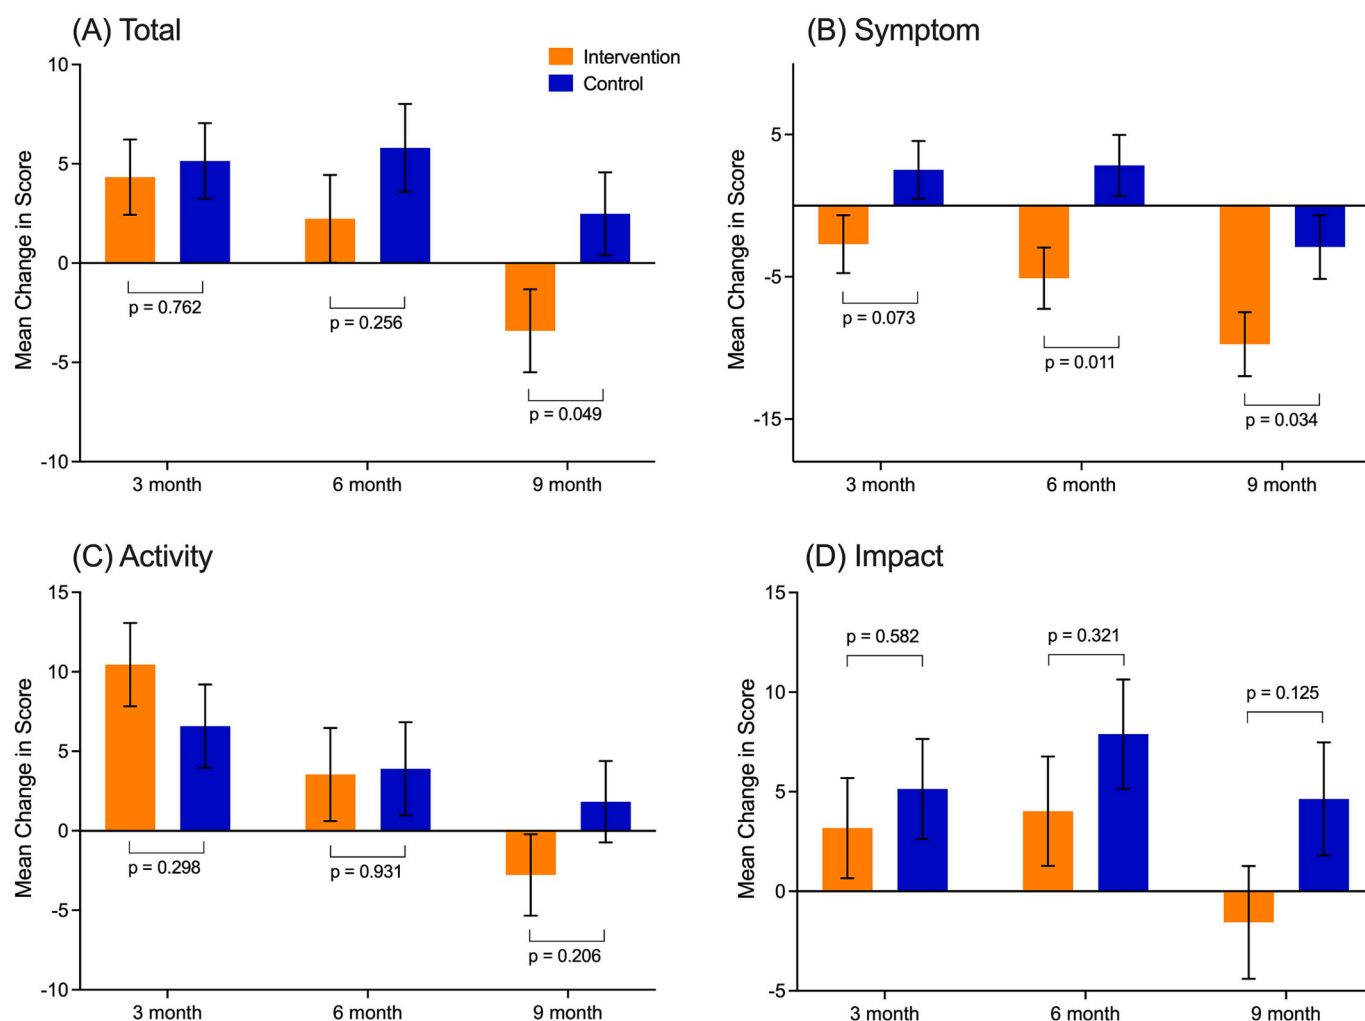 (A) Total
Intervention
Control
Mean Change in Score
10
5
0
-5
-10
p = 0.762
p = 0.256
p = 0.049
3 month
6 month
9 month
(B) Symptom
Mean Change in Score
5
-5
-15
p = 0.073
p = 0.011
p = 0.034
3 month
6 month
9 month
(C) Activity
Mean Change in Score
15
10
5
0
-5
-10
p = 0.298
p = 0.931
p = 0.206
3 month
6 month
9 month
(D) Impact
Mean Change in Score
15
10
5
0
-5
p = 0.582
p = 0.321
p = 0.125
3 month
6 month
9 month